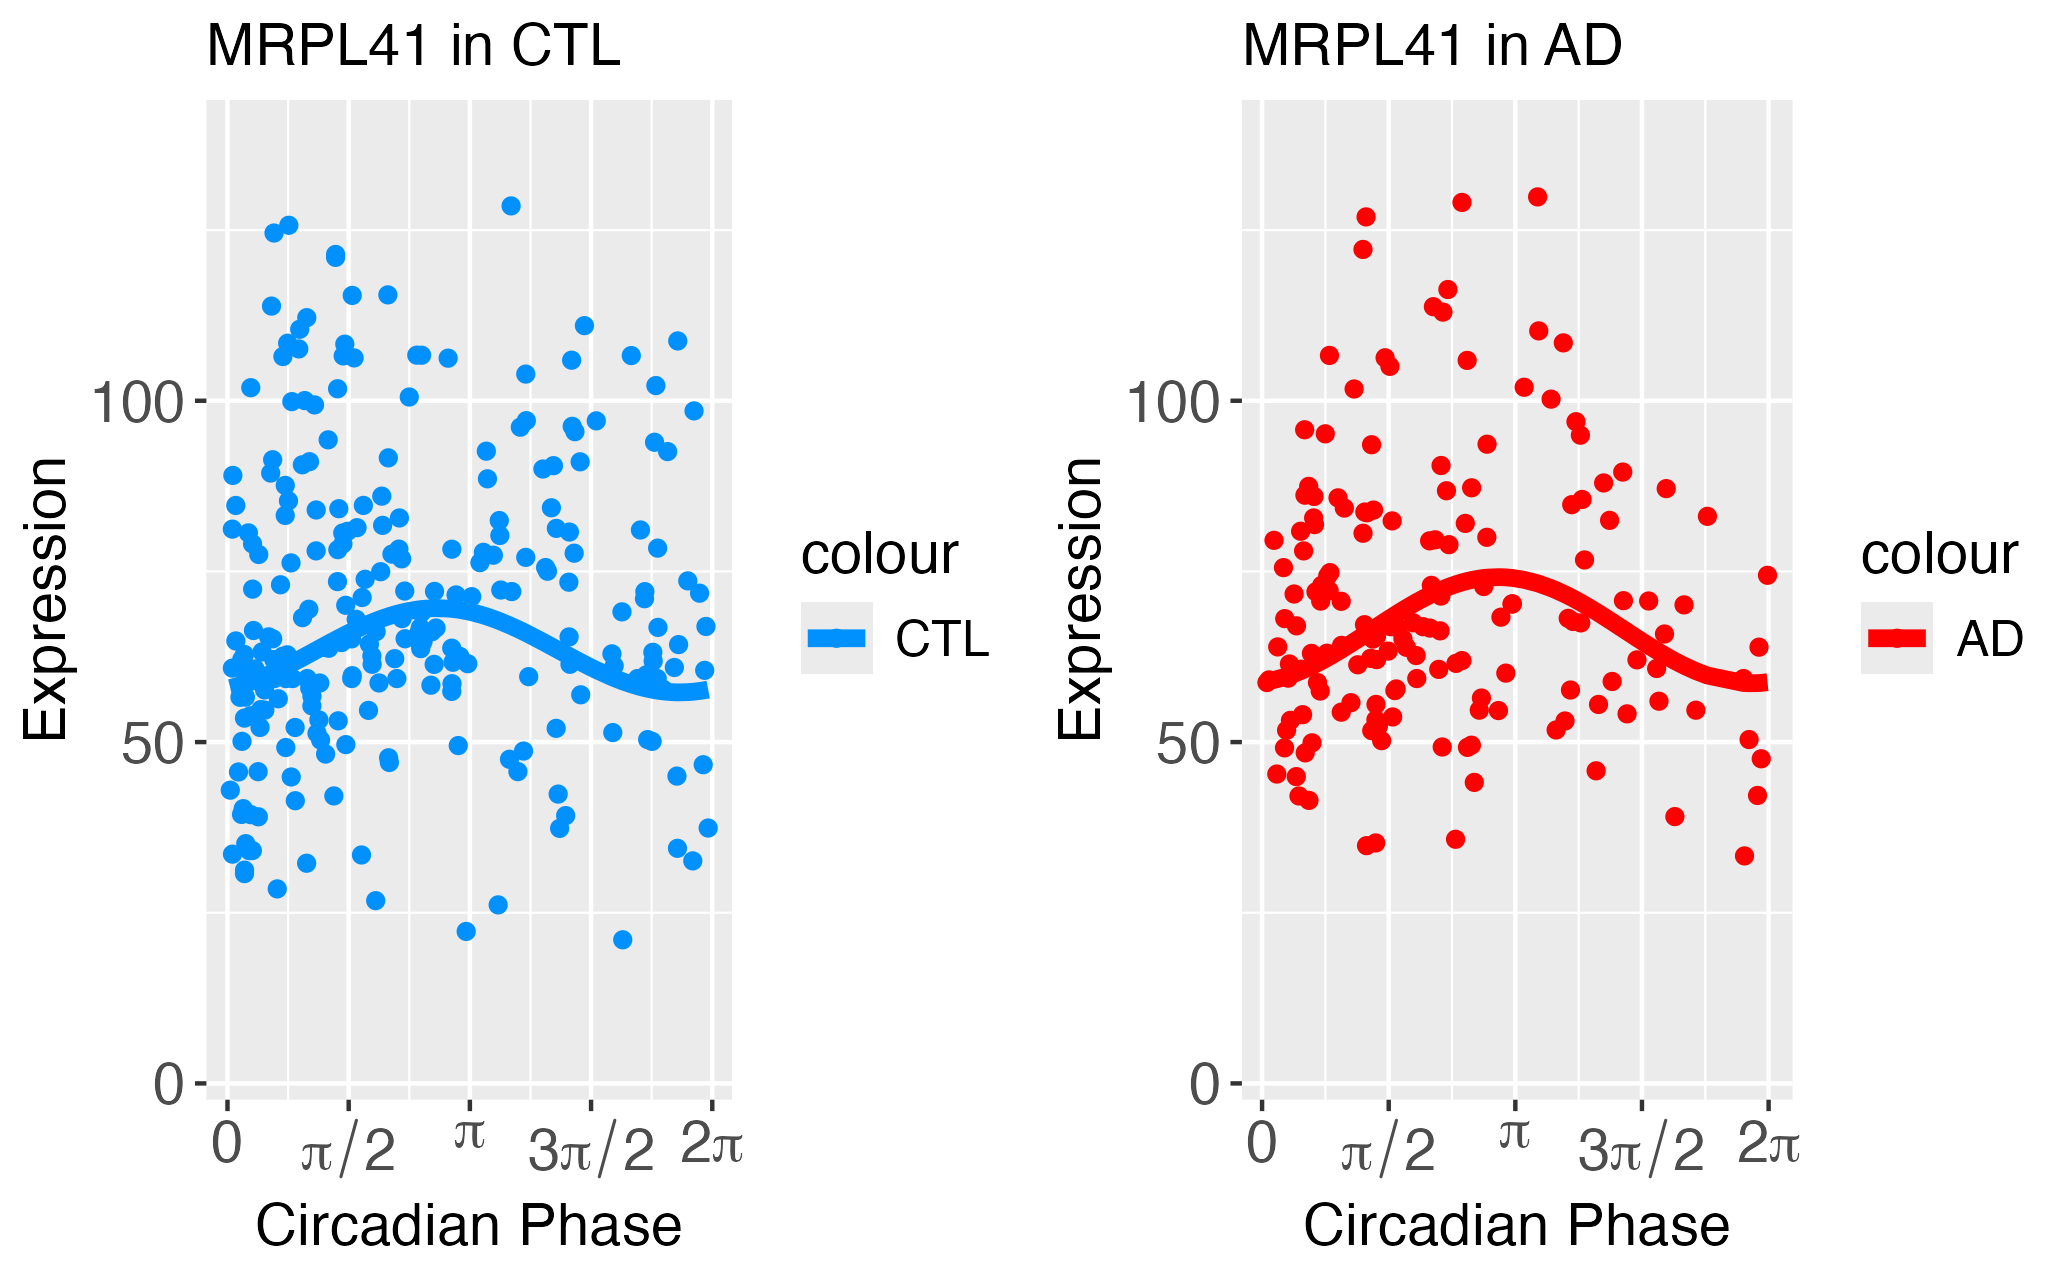 MRPL41 in CTL
Expression
100
50
0
0 π/2 π 3π/2 2π
Circadian Phase
colour
CTL
MRPL41 in AD
Expression
100
50
0
0 π/2 π 3π/2 2π
Circadian Phase
colour
AD